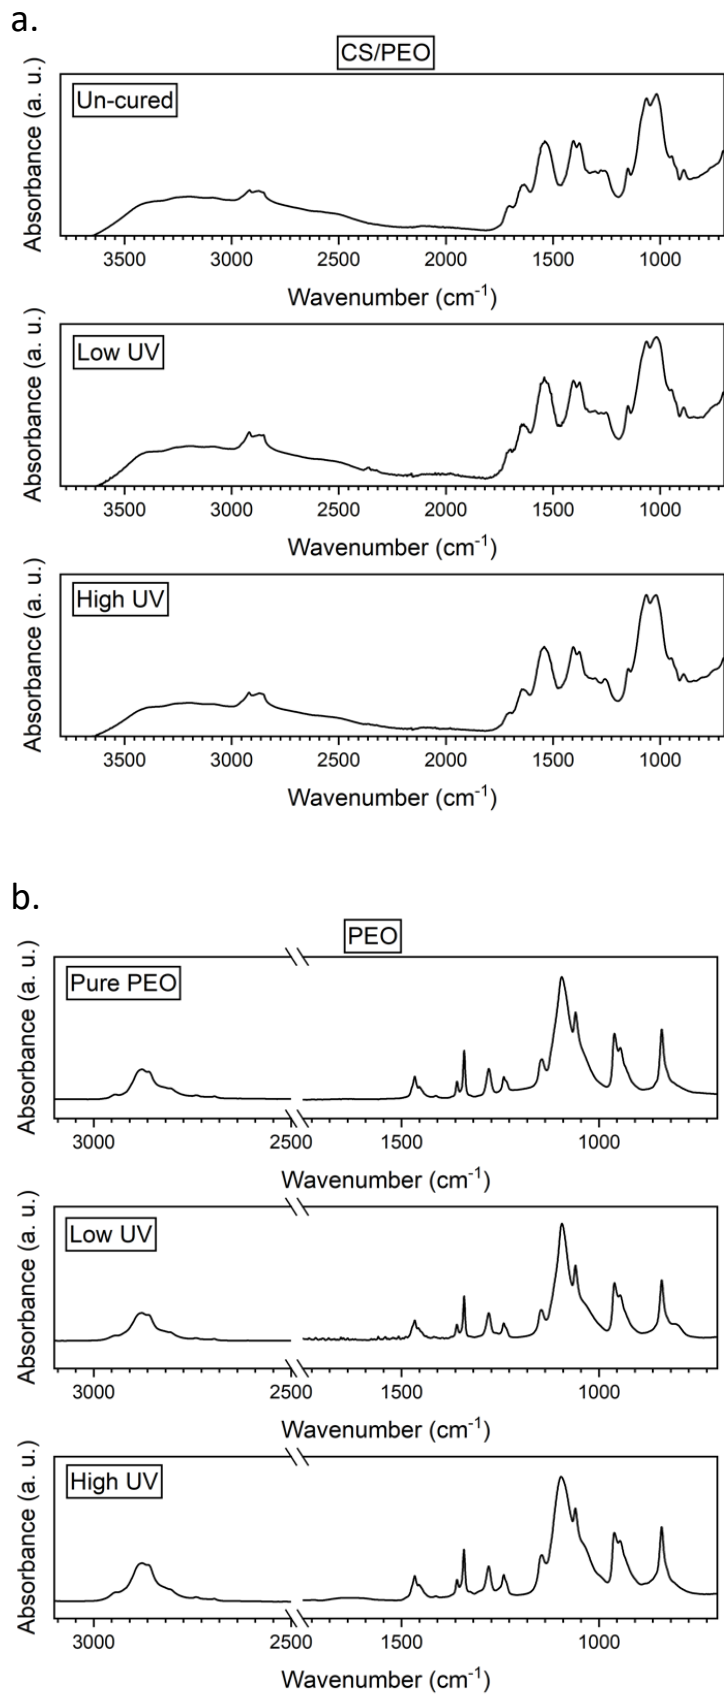 a.
CS/PEO
Un-cured
Absorbance (a. u.)
3500 3000 2500 2000 1500 1000
Wavenumber (cm⁻¹)
Low UV
Absorbance (a. u.)
3500 3000 2500 2000 1500 1000
Wavenumber (cm⁻¹)
High UV
Absorbance (a. u.)
3500 3000 2500 2000 1500 1000
Wavenumber (cm⁻¹)
b.
PEO
Pure PEO
Absorbance (a. u.)
3000 2500 1500 1000
Wavenumber (cm⁻¹)
Low UV
Absorbance (a. u.)
3000 2500 1500 1000
Wavenumber (cm⁻¹)
High UV
Absorbance (a. u.)
3000 2500 1500 1000
Wavenumber (cm⁻¹)